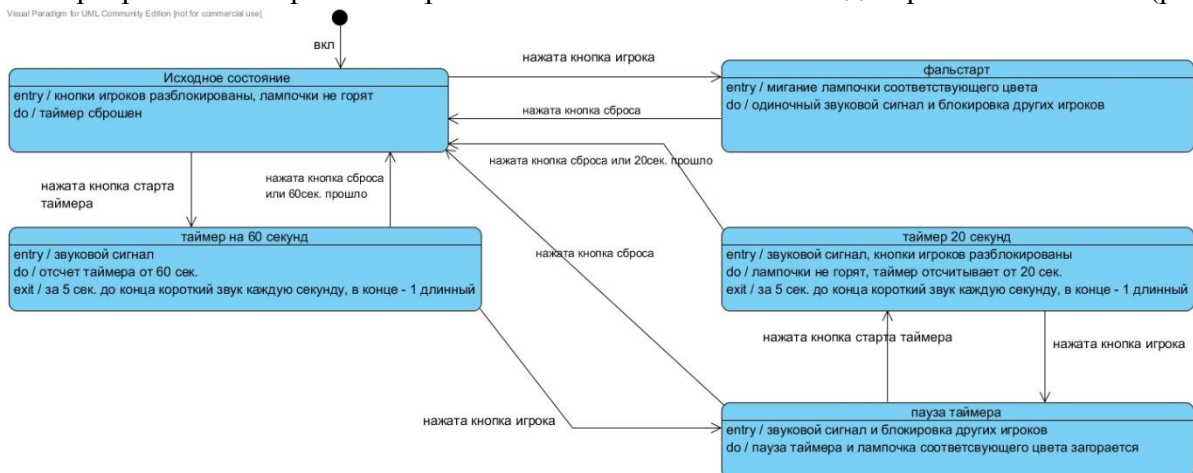 Visual Paradigm for UML Community Edition [not for commercial use]
вкл
Исходное состояние
entry / кнопки игроков разблокированы, лампочки не горят
do / таймер сброшен
нажата кнопка игрока
фальстарт
entry / мигание лампочки соответствующего цвета
do / одиночный звуковой сигнал и блокировка других игроков
нажата кнопка сброса
нажата кнопка сброса или 20сек. прошло
нажата кнопка старта
таймера
нажата кнопка сброса
или 60сек. прошло
таймер на 60 секунд
entry / звуковой сигнал
do / отсчет таймера от 60 сек.
exit / за 5 сек. до конца короткий звук каждую секунду, в конце - 1 длинный
нажата кнопка сброса
таймер 20 секунд
entry / звуковой сигнал, кнопки игроков разблокированы
do / лампочки не горят, таймер отсчитывает от 20 сек.
exit / за 5 сек. до конца короткий звук каждую секунду, в конце - 1 длинный
нажата кнопка старта таймера
нажата кнопка игрока
нажата кнопка игрока
пауза таймера
entry / звуковой сигнал и блокировка других игроков
do / пауза таймера и лампочка соответсвующего цвета загорается